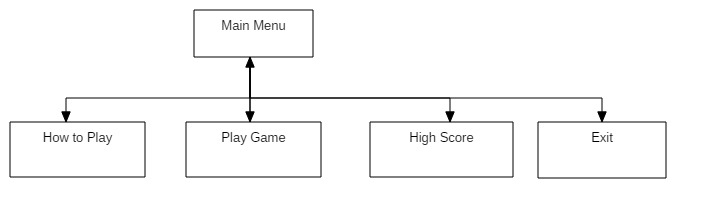 Main Menu
How to Play
Play Game
High Score
Exit